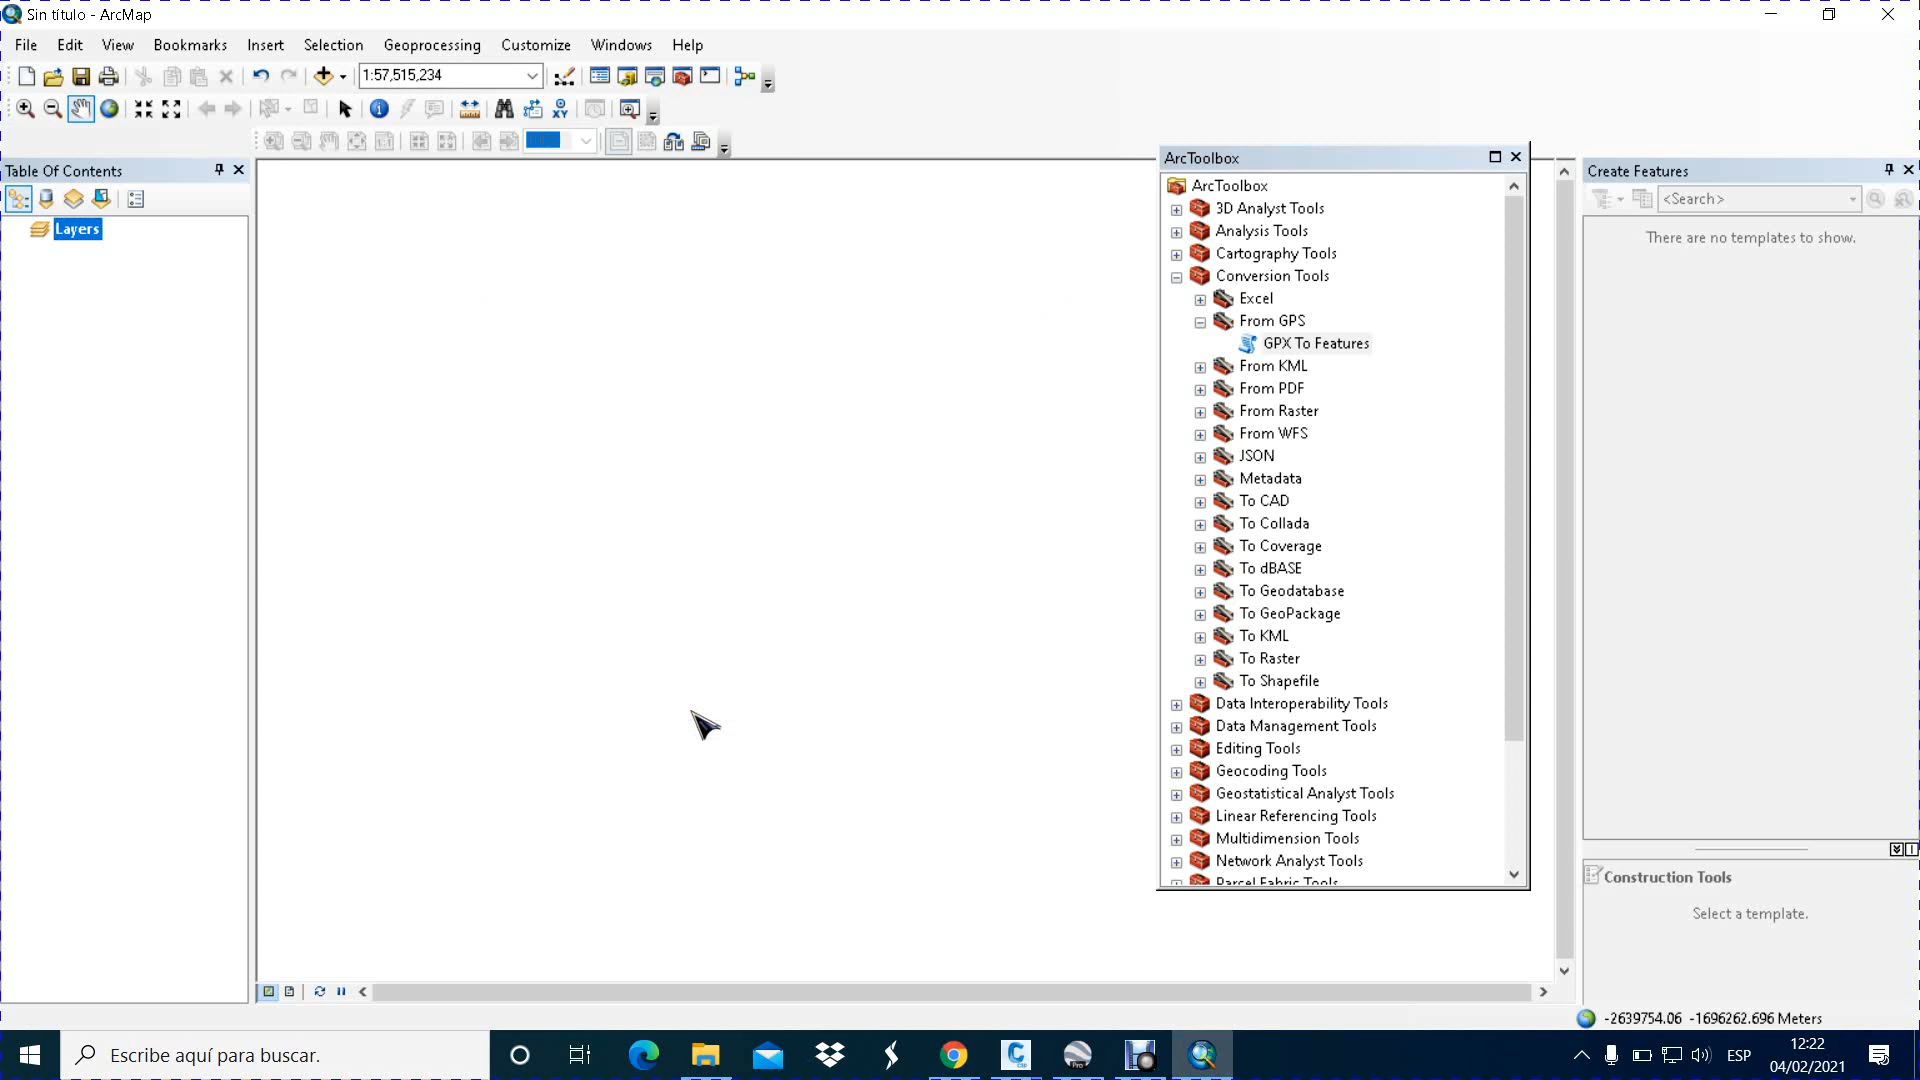 Sin título - ArcMap
File Edit View Bookmarks Insert Selection Geoprocessing Customize Windows Help
1:57,515,234
Table Of Contents
Layers
ArcToolbox
ArcToolbox
3D Analyst Tools
Analysis Tools
Cartography Tools
Conversion Tools
Excel
From GPS
GPX To Features
From KML
From PDF
From Raster
From WFS
JSON
Metadata
To CAD
To Collada
To Coverage
To dBASE
To Geodatabase
To GeoPackage
To KML
To Raster
To Shapefile
Data Interoperability Tools
Data Management Tools
Editing Tools
Geocoding Tools
Geostatistical Analyst Tools
Linear Referencing Tools
Multidimension Tools
Network Analyst Tools
Parcel Fabric Tools
Create Features
<Search>
There are no templates to show.
Construction Tools
Select a template.
-2639754.06 -1696262.696 Meters
Escribe aquí para buscar.
ESP
12:22
04/02/2021